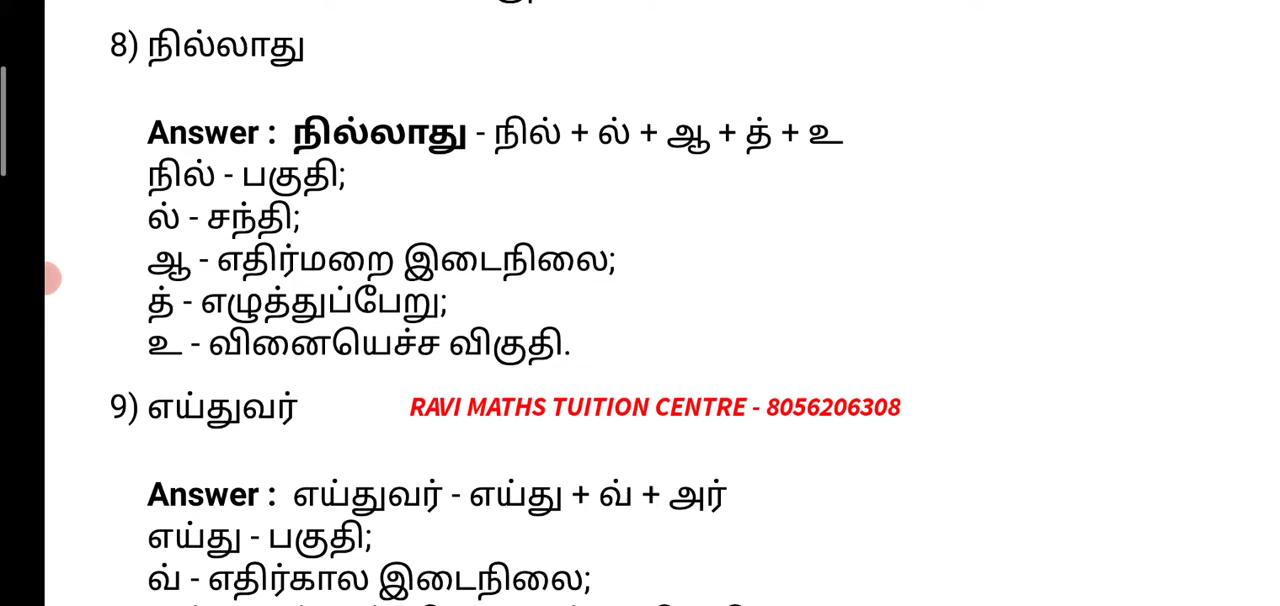 8) நில்லாது
Answer : நில்லாது - நில் + ல் + ஆ + த் + உ
நில் - பகுதி;
ல் - சந்தி;
ஆ - எதிர்மறை இடைநிலை;
த் - எழுத்துப்பேறு;
உ - வினையெச்ச விகுதி.
9) எய்துவர் RAVI MATHS TUITION CENTRE - 8056206308
Answer : எய்துவர் - எய்து + வ் + அர்
எய்து - பகுதி;
வ் - எதிர்கால இடைநிலை;